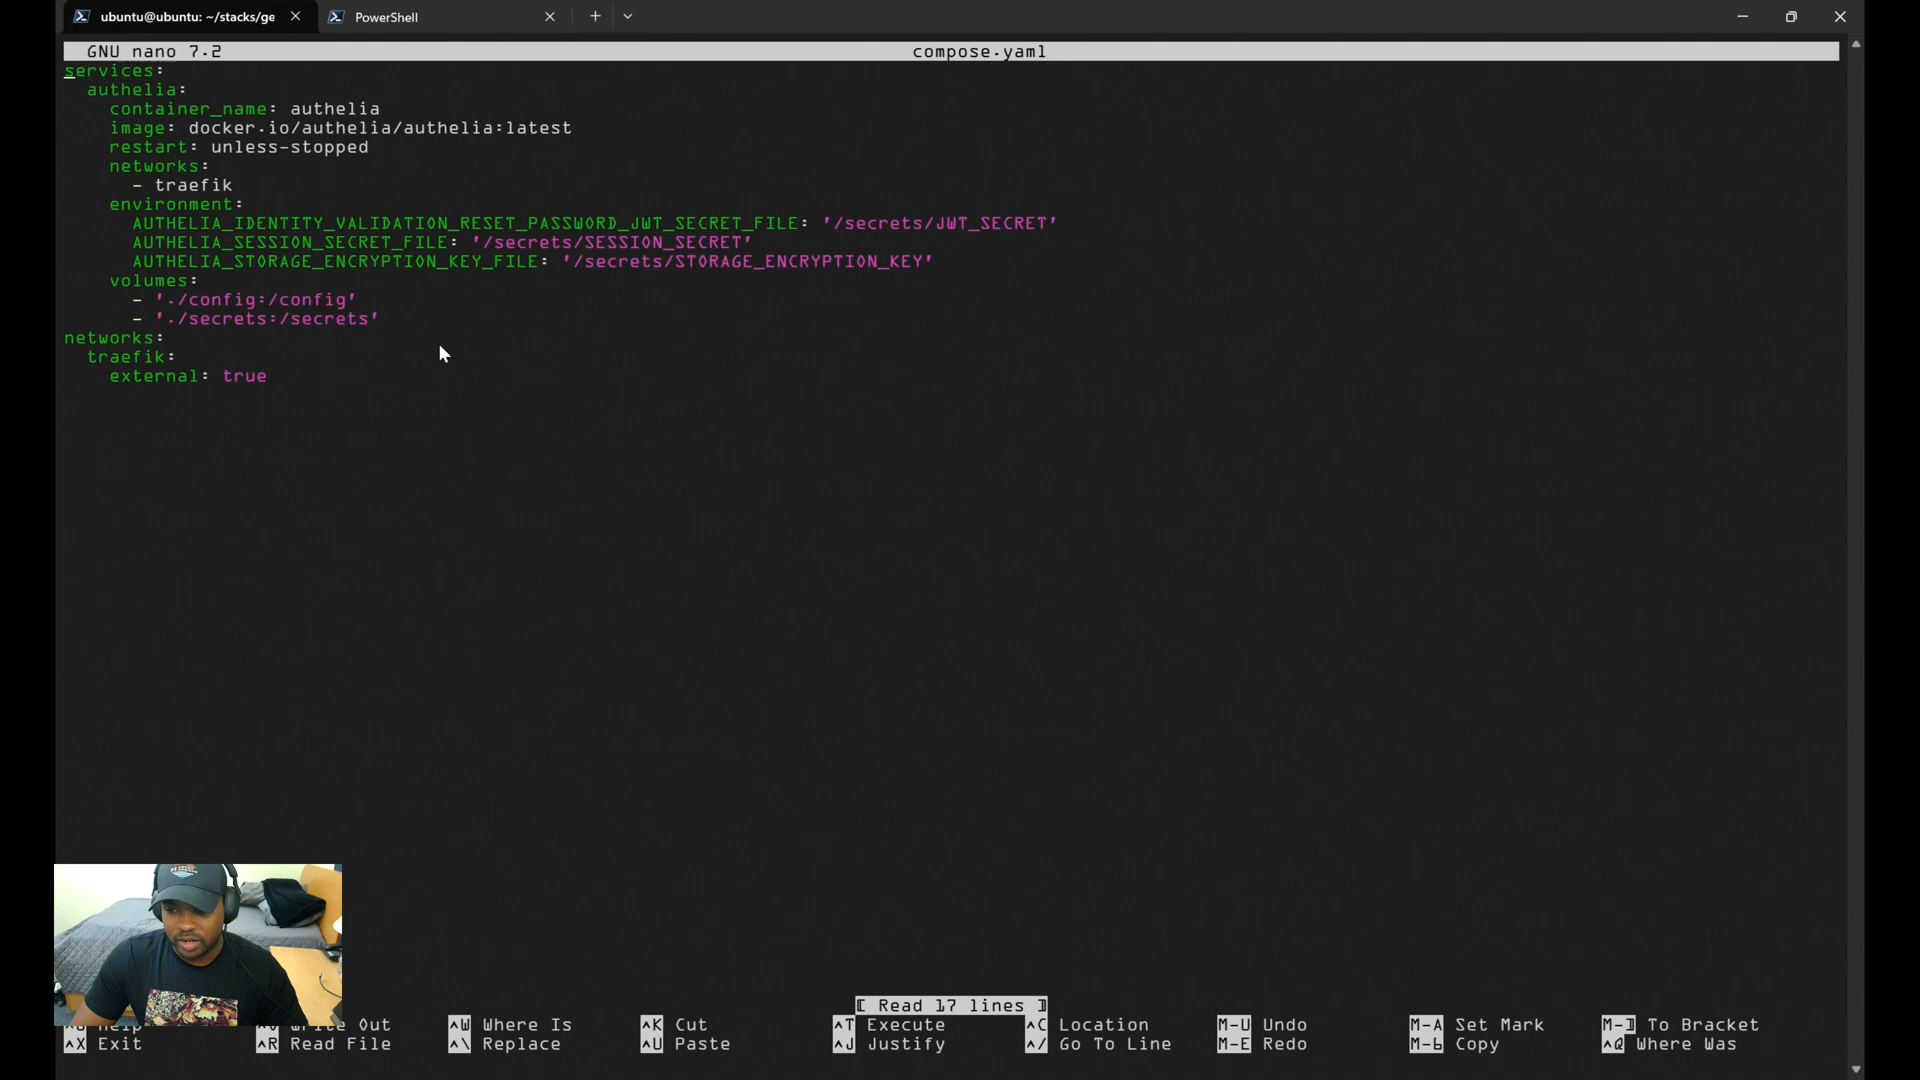 ubuntu@ubuntu: ~/stacks/ge
PowerShell
GNU nano 7.2 compose.yaml
services:
  authelia:
    container_name: authelia
    image: docker.io/authelia/authelia:latest
    restart: unless-stopped
    networks:
      - traefik
    environment:
      AUTHELIA_IDENTITY_VALIDATION_RESET_PASSWORD_JWT_SECRET_FILE: '/secrets/JWT_SECRET'
      AUTHELIA_SESSION_SECRET_FILE: '/secrets/SESSION_SECRET'
      AUTHELIA_STORAGE_ENCRYPTION_KEY_FILE: '/secrets/STORAGE_ENCRYPTION_KEY'
    volumes:
      - './config:/config'
      - './secrets:/secrets'
networks:
  traefik:
    external: true
[ Read 17 lines ]
^G Help ^O Write Out ^W Where Is ^K Cut ^T Execute ^C Location M-U Undo M-A Set Mark M-] To Bracket
^X Exit ^R Read File ^\ Replace ^U Paste ^J Justify ^/ Go To Line M-E Redo M-6 Copy ^Q Where Was